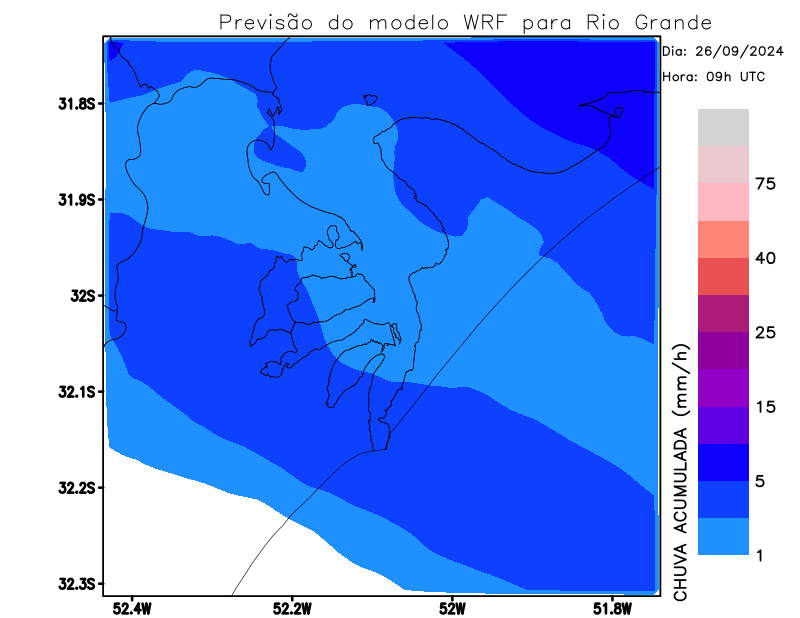 Previsão do modelo WRF para Rio Grande
Dia: 26/09/2024
Hora: 09h UTC
31.8S
31.9S
32S
32.1S
32.2S
32.3S
52.4W
52.2W
52W
51.8W
75
40
25
15
5
1
CHUVA ACUMULADA (mm/h)